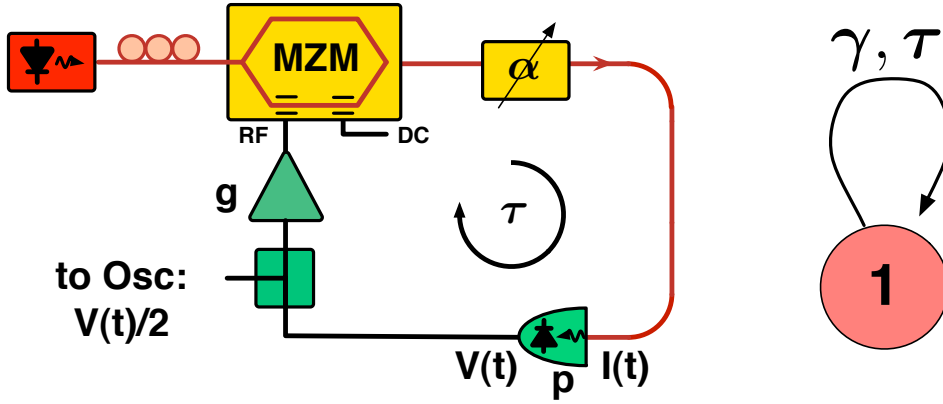 MZM
α
γ, τ
RF
DC
g
τ
to Osc:
V(t)/2
1
V(t)
p
I(t)